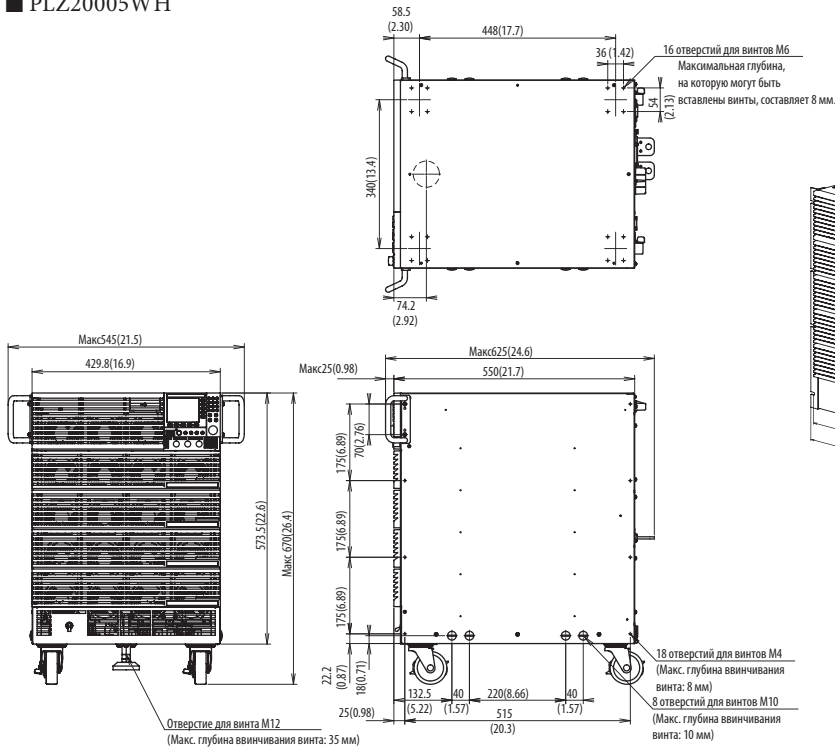 ■ PLZ20005WH
58.5
(2.30)
448(17.7)
36 (1.42)
16 отверстий для винтов M6
Максимальная глубина,
на которую могут быть
вставлены винты, составляет 8 мм.
54
(2.13)
340(13.4)
74.2
(2.92)
Макс545(21.5)
429.8(16.9)
573.5(22.6)
Макс 670(26.4)
Отверстие для винта M12
(Макс. глубина ввинчивания винта: 35 мм)
Макс625(24.6)
Макс25(0.98)
550(21.7)
70(2.76)
175(6.89)
175(6.89)
175(6.89)
22.2
(0.87)
18(0.71)
132.5
(5.22)
40
(1.57)
220(8.66)
40
(1.57)
25(0.98)
515
(20.3)
18 отверстий для винтов M4
(Макс. глубина ввинчивания
винта: 8 мм)
8 отверстий для винтов M10
(Макс. глубина ввинчивания
винта: 10 мм)